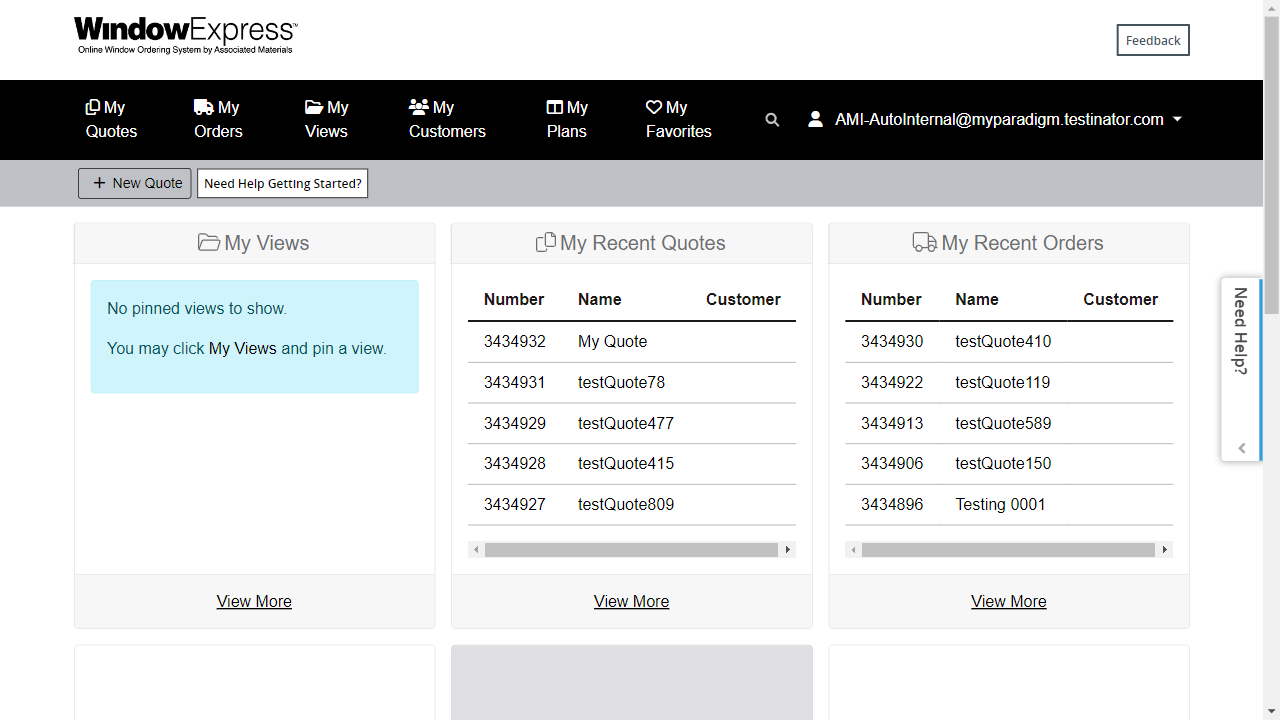 WindowExpress™
Online Window Ordering System by Associated Materials
Feedback
My Quotes
My Orders
My Views
My Customers
My Plans
My Favorites
AMI-AutoInternal@myparadigm.testinator.com
New Quote
Need Help Getting Started?
My Views
No pinned views to show.
You may click My Views and pin a view.
View More
My Recent Quotes
Number Name Customer
3434932 My Quote
3434931 testQuote78
3434929 testQuote477
3434928 testQuote415
3434927 testQuote809
View More
My Recent Orders
Number Name Customer
3434930 testQuote410
3434922 testQuote119
3434913 testQuote589
3434906 testQuote150
3434896 Testing 0001
View More
Need Help?